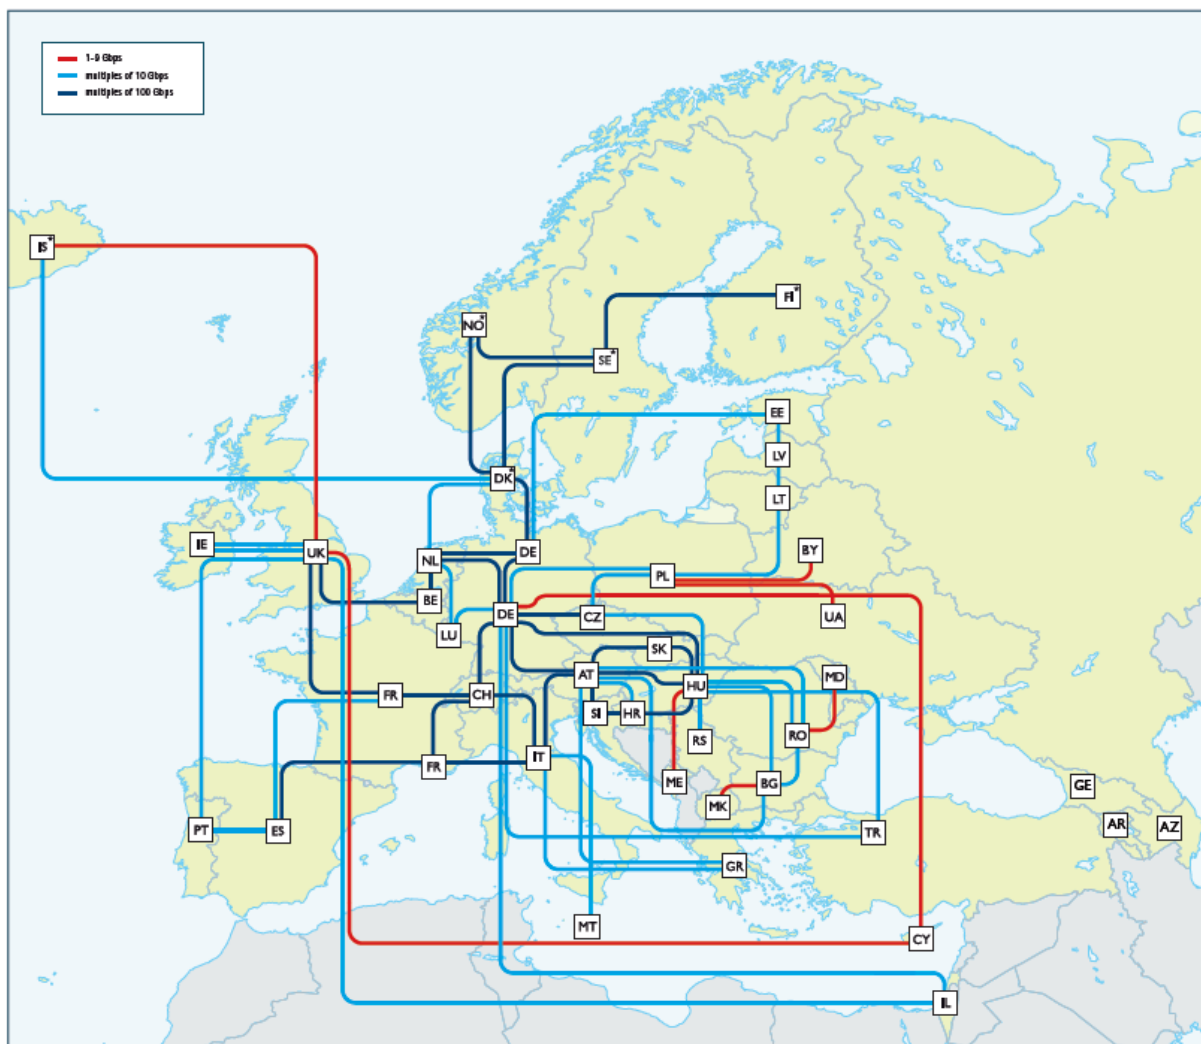 1-9 Gbps
multiples of 10 Gbps
multiples of 100 Gbps
IS*
FI*
NO*
SE*
EE
LV
DK*
LT
IE
UK
NL
DE
BY
PL
BE
DE
CZ
UA
LU
SK
AT
MD
FR
CH
HU
SI
HR
RO
RS
FR
IT
ME
BG
GE
MK
PT
ES
TR
AR
AZ
GR
MT
CY
IL